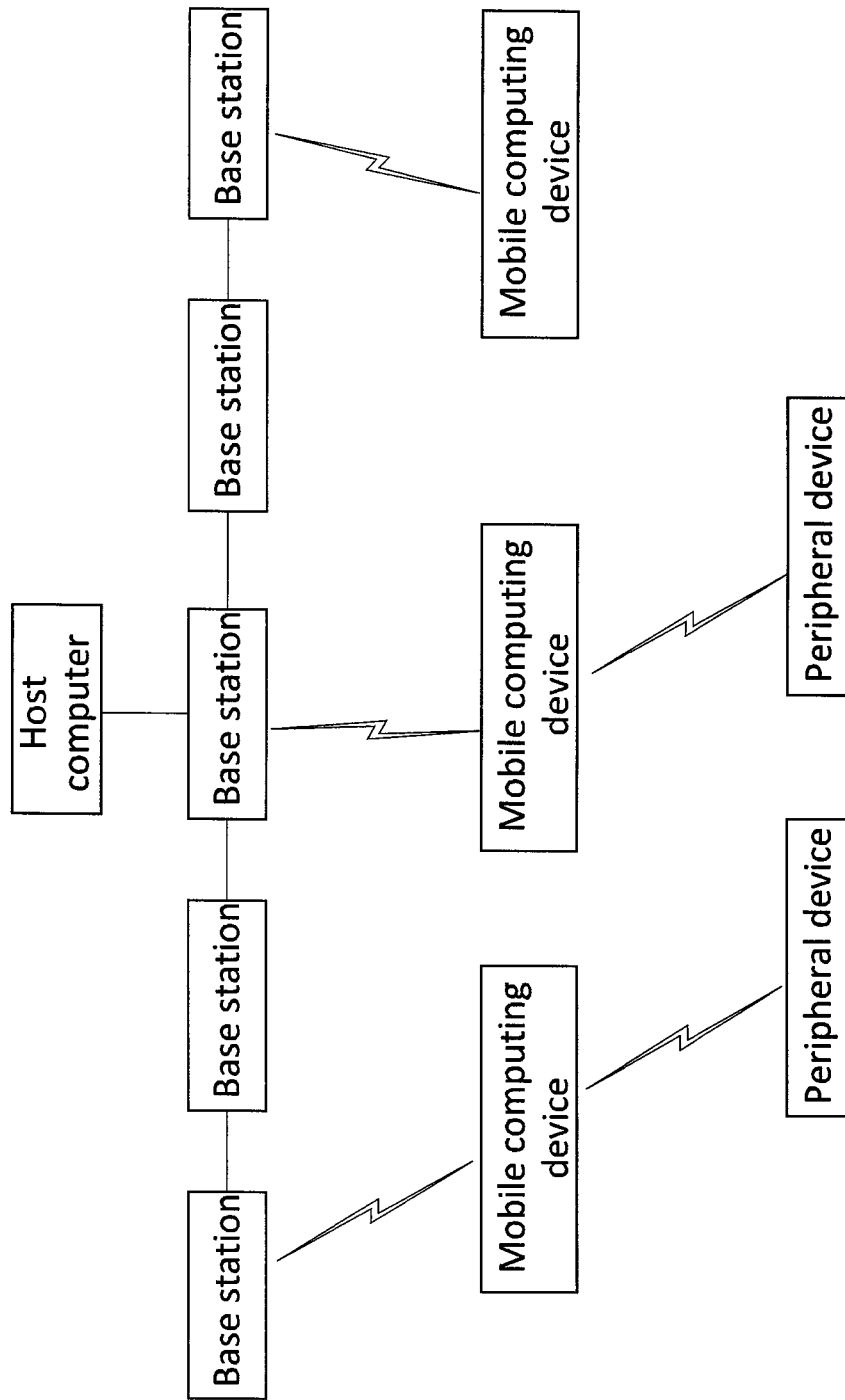 Host
computer
Base station
Base station
Base station
Base station
Base station
Mobile computing
device
Mobile computing
device
Mobile computing
device
Peripheral device
Peripheral device